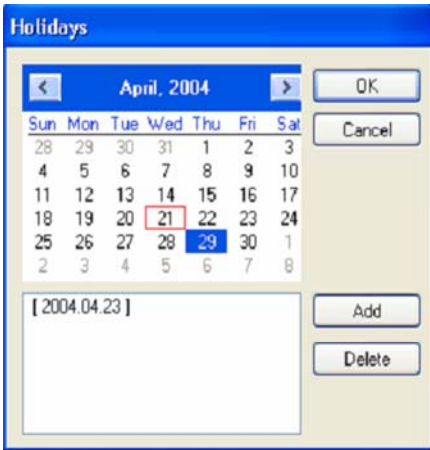 Holidays
April, 2004
OK
Sun Mon Tue Wed Thu Fri Sat
Cancel
28 29 30 31 1 2 3
4 5 6 7 8 9 10
11 12 13 14 15 16 17
18 19 20 21 22 23 24
25 26 27 28 29 30 1
2 3 4 5 6 7 8
[ 2004.04.23 ]
Add
Delete